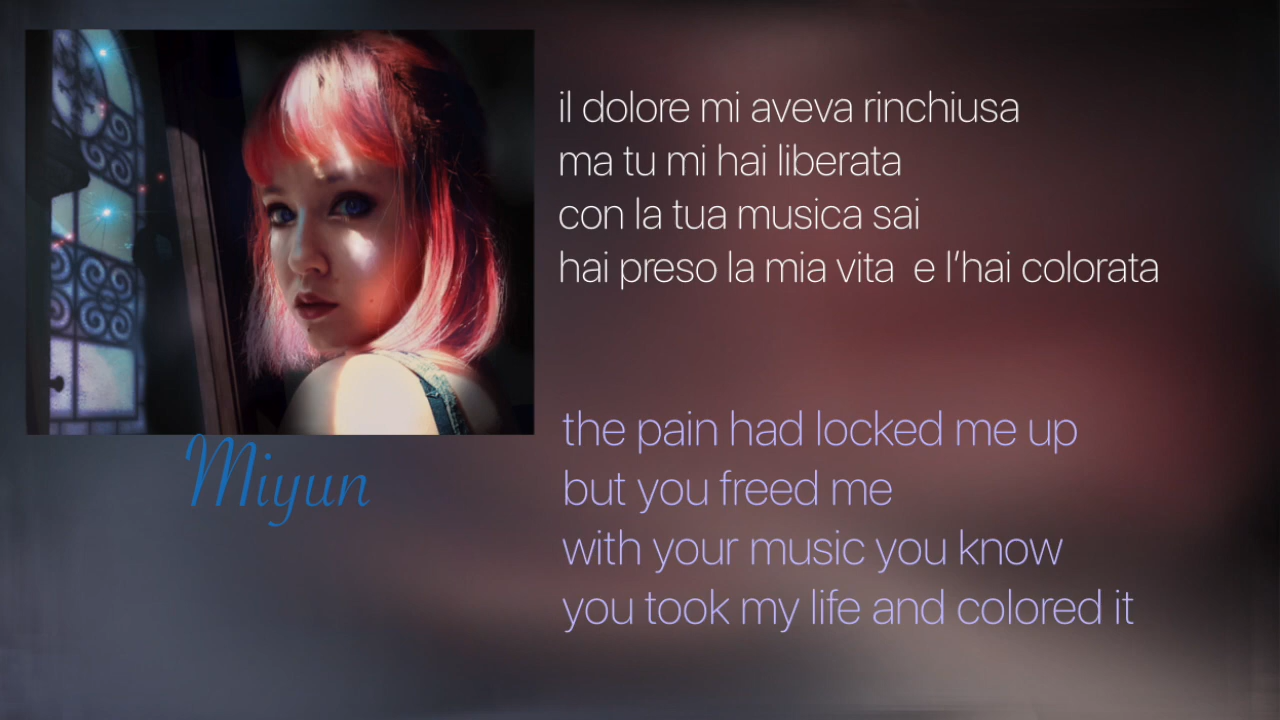 il dolore mi aveva rinchiusa
ma tu mi hai liberata
con la tua musica sai
hai preso la mia vita  e l’hai colorata
Miyun
the pain had locked me up
but you freed me
with your music you know
you took my life and colored it